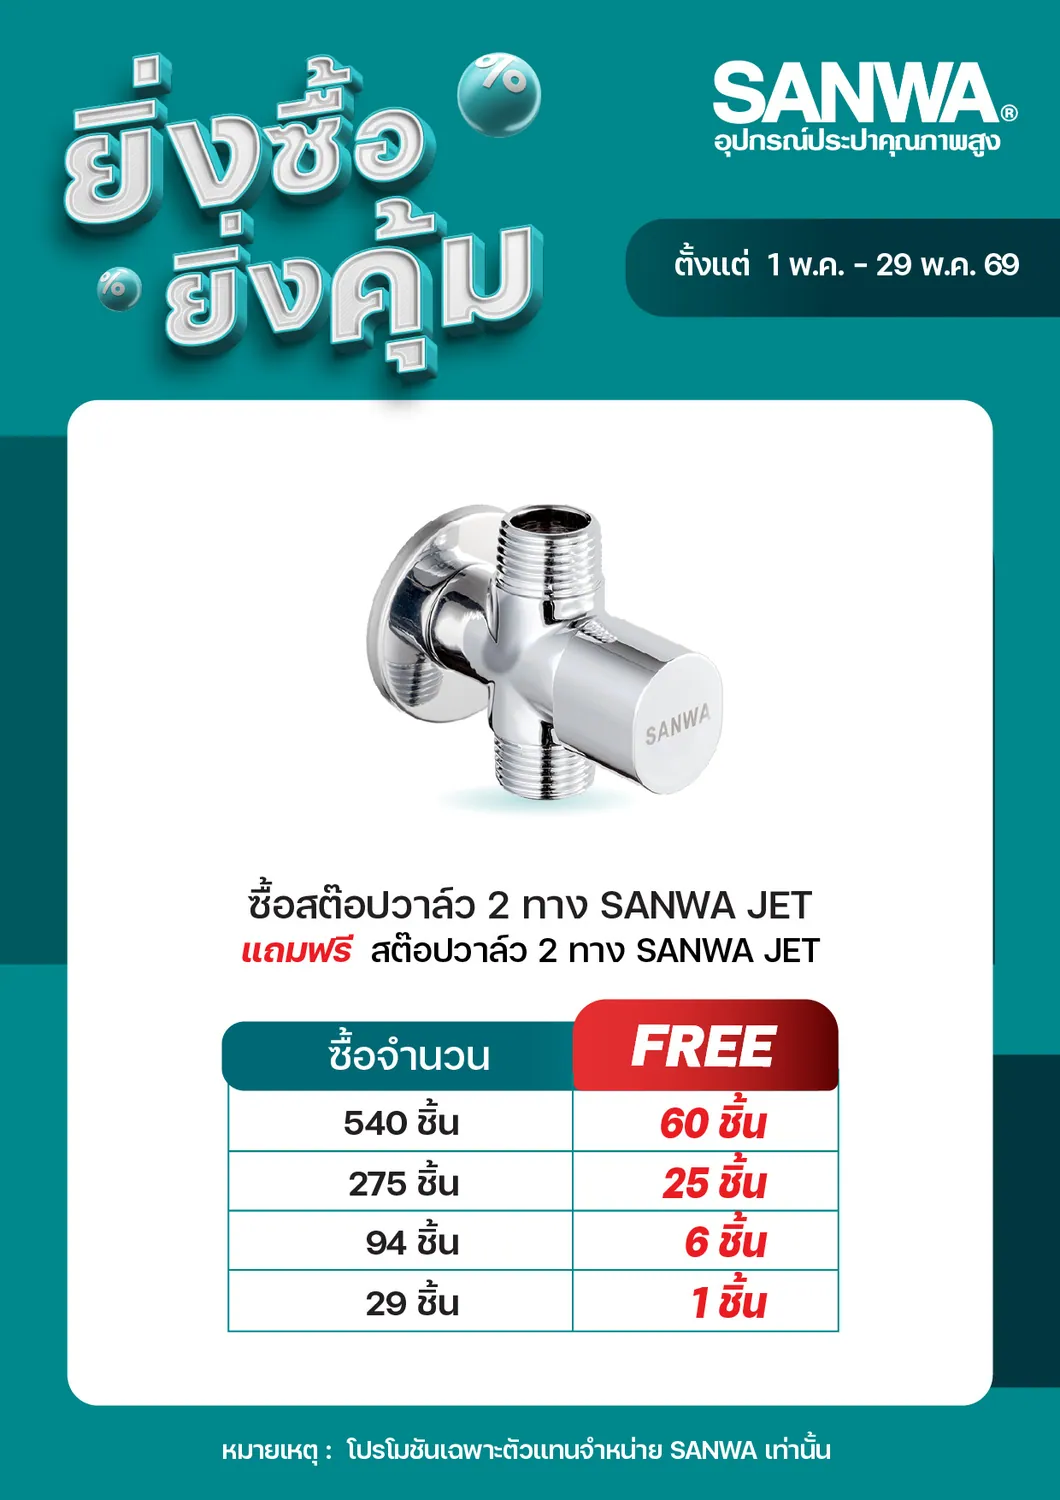 ยิ่งซื้อ
ยิ่งคุ้ม
%
%
SANWA®
อุปกรณ์ประปาคุณภาพสูง
ตั้งแต่ 1 พ.ค. - 29 พ.ค. 69
SANWA
ซื้อสต๊อปวาล์ว 2 ทาง SANWA JET
แถมฟรี สต๊อปวาล์ว 2 ทาง SANWA JET
ซื้อจำนวน FREE
540 ชิ้น 60 ชิ้น
275 ชิ้น 25 ชิ้น
94 ชิ้น 6 ชิ้น
29 ชิ้น 1 ชิ้น
หมายเหตุ : โปรโมชันเฉพาะตัวแทนจำหน่าย SANWA เท่านั้น